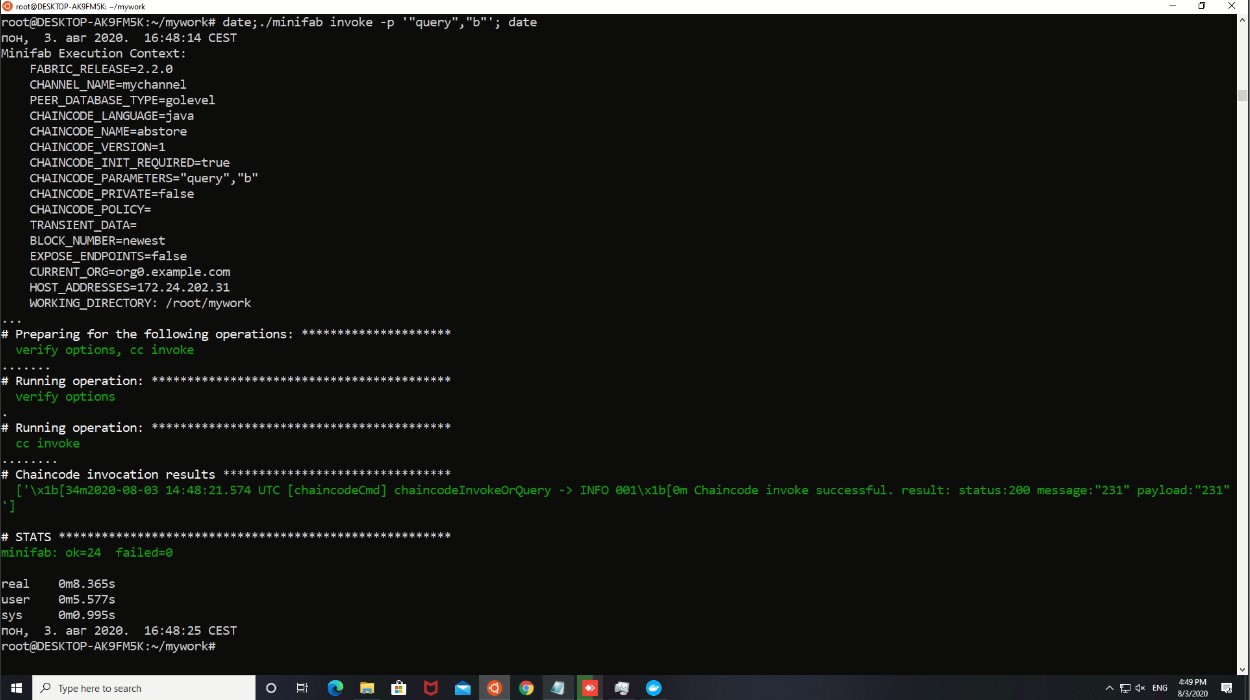 root@DESKTOP-AK9FM5K: ~/mywork
root@DESKTOP-AK9FM5K:~/mywork# date;./minifab invoke -p '"query","b"'; date
пон,  3. авг 2020.  16:48:14 CEST
Minifab Execution Context:
    FABRIC_RELEASE=2.2.0
    CHANNEL_NAME=mychannel
    PEER_DATABASE_TYPE=golevel
    CHAINCODE_LANGUAGE=java
    CHAINCODE_NAME=abstore
    CHAINCODE_VERSION=1
    CHAINCODE_INIT_REQUIRED=true
    CHAINCODE_PARAMETERS="query","b"
    CHAINCODE_PRIVATE=false
    CHAINCODE_POLICY=
    TRANSIENT_DATA=
    BLOCK_NUMBER=newest
    EXPOSE_ENDPOINTS=false
    CURRENT_ORG=org0.example.com
    HOST_ADDRESSES=172.24.202.31
    WORKING_DIRECTORY: /root/mywork
...
# Preparing for the following operations: *********************
  verify options, cc invoke
.......
# Running operation: ******************************************
  verify options
.
# Running operation: ******************************************
  cc invoke
........
# Chaincode invocation results ********************************
  ['\x1b[34m2020-08-03 14:48:21.574 UTC [chaincodeCmd] chaincodeInvokeOrQuery -> INFO 001\x1b[0m Chaincode invoke successful. result: status:200 message:"231" payload:"231"
']
# STATS *******************************************************
minifab: ok=24  failed=0
real    0m8.365s
user    0m5.577s
sys     0m0.995s
пон,  3. авг 2020.  16:48:25 CEST
root@DESKTOP-AK9FM5K:~/mywork#
Type here to search
ENG
4:49 PM
8/3/2020